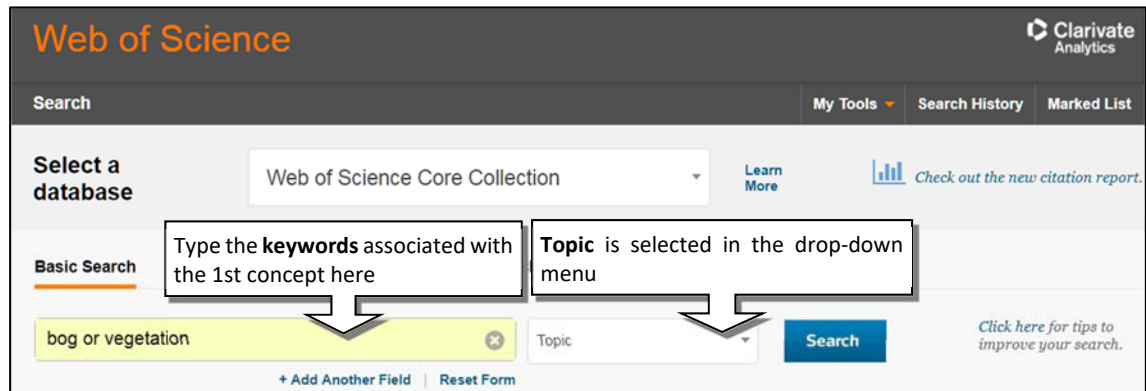 Web of Science
Clarivate
Analytics
Search
My Tools
Search History
Marked List
Select a
database
Web of Science Core Collection
Learn
More
Check out the new citation report.
Type the keywords associated with
the 1st concept here
Topic is selected in the drop-down
menu
Basic Search
bog or vegetation
Topic
Search
Click here for tips to
improve your search.
+ Add Another Field | Reset Form